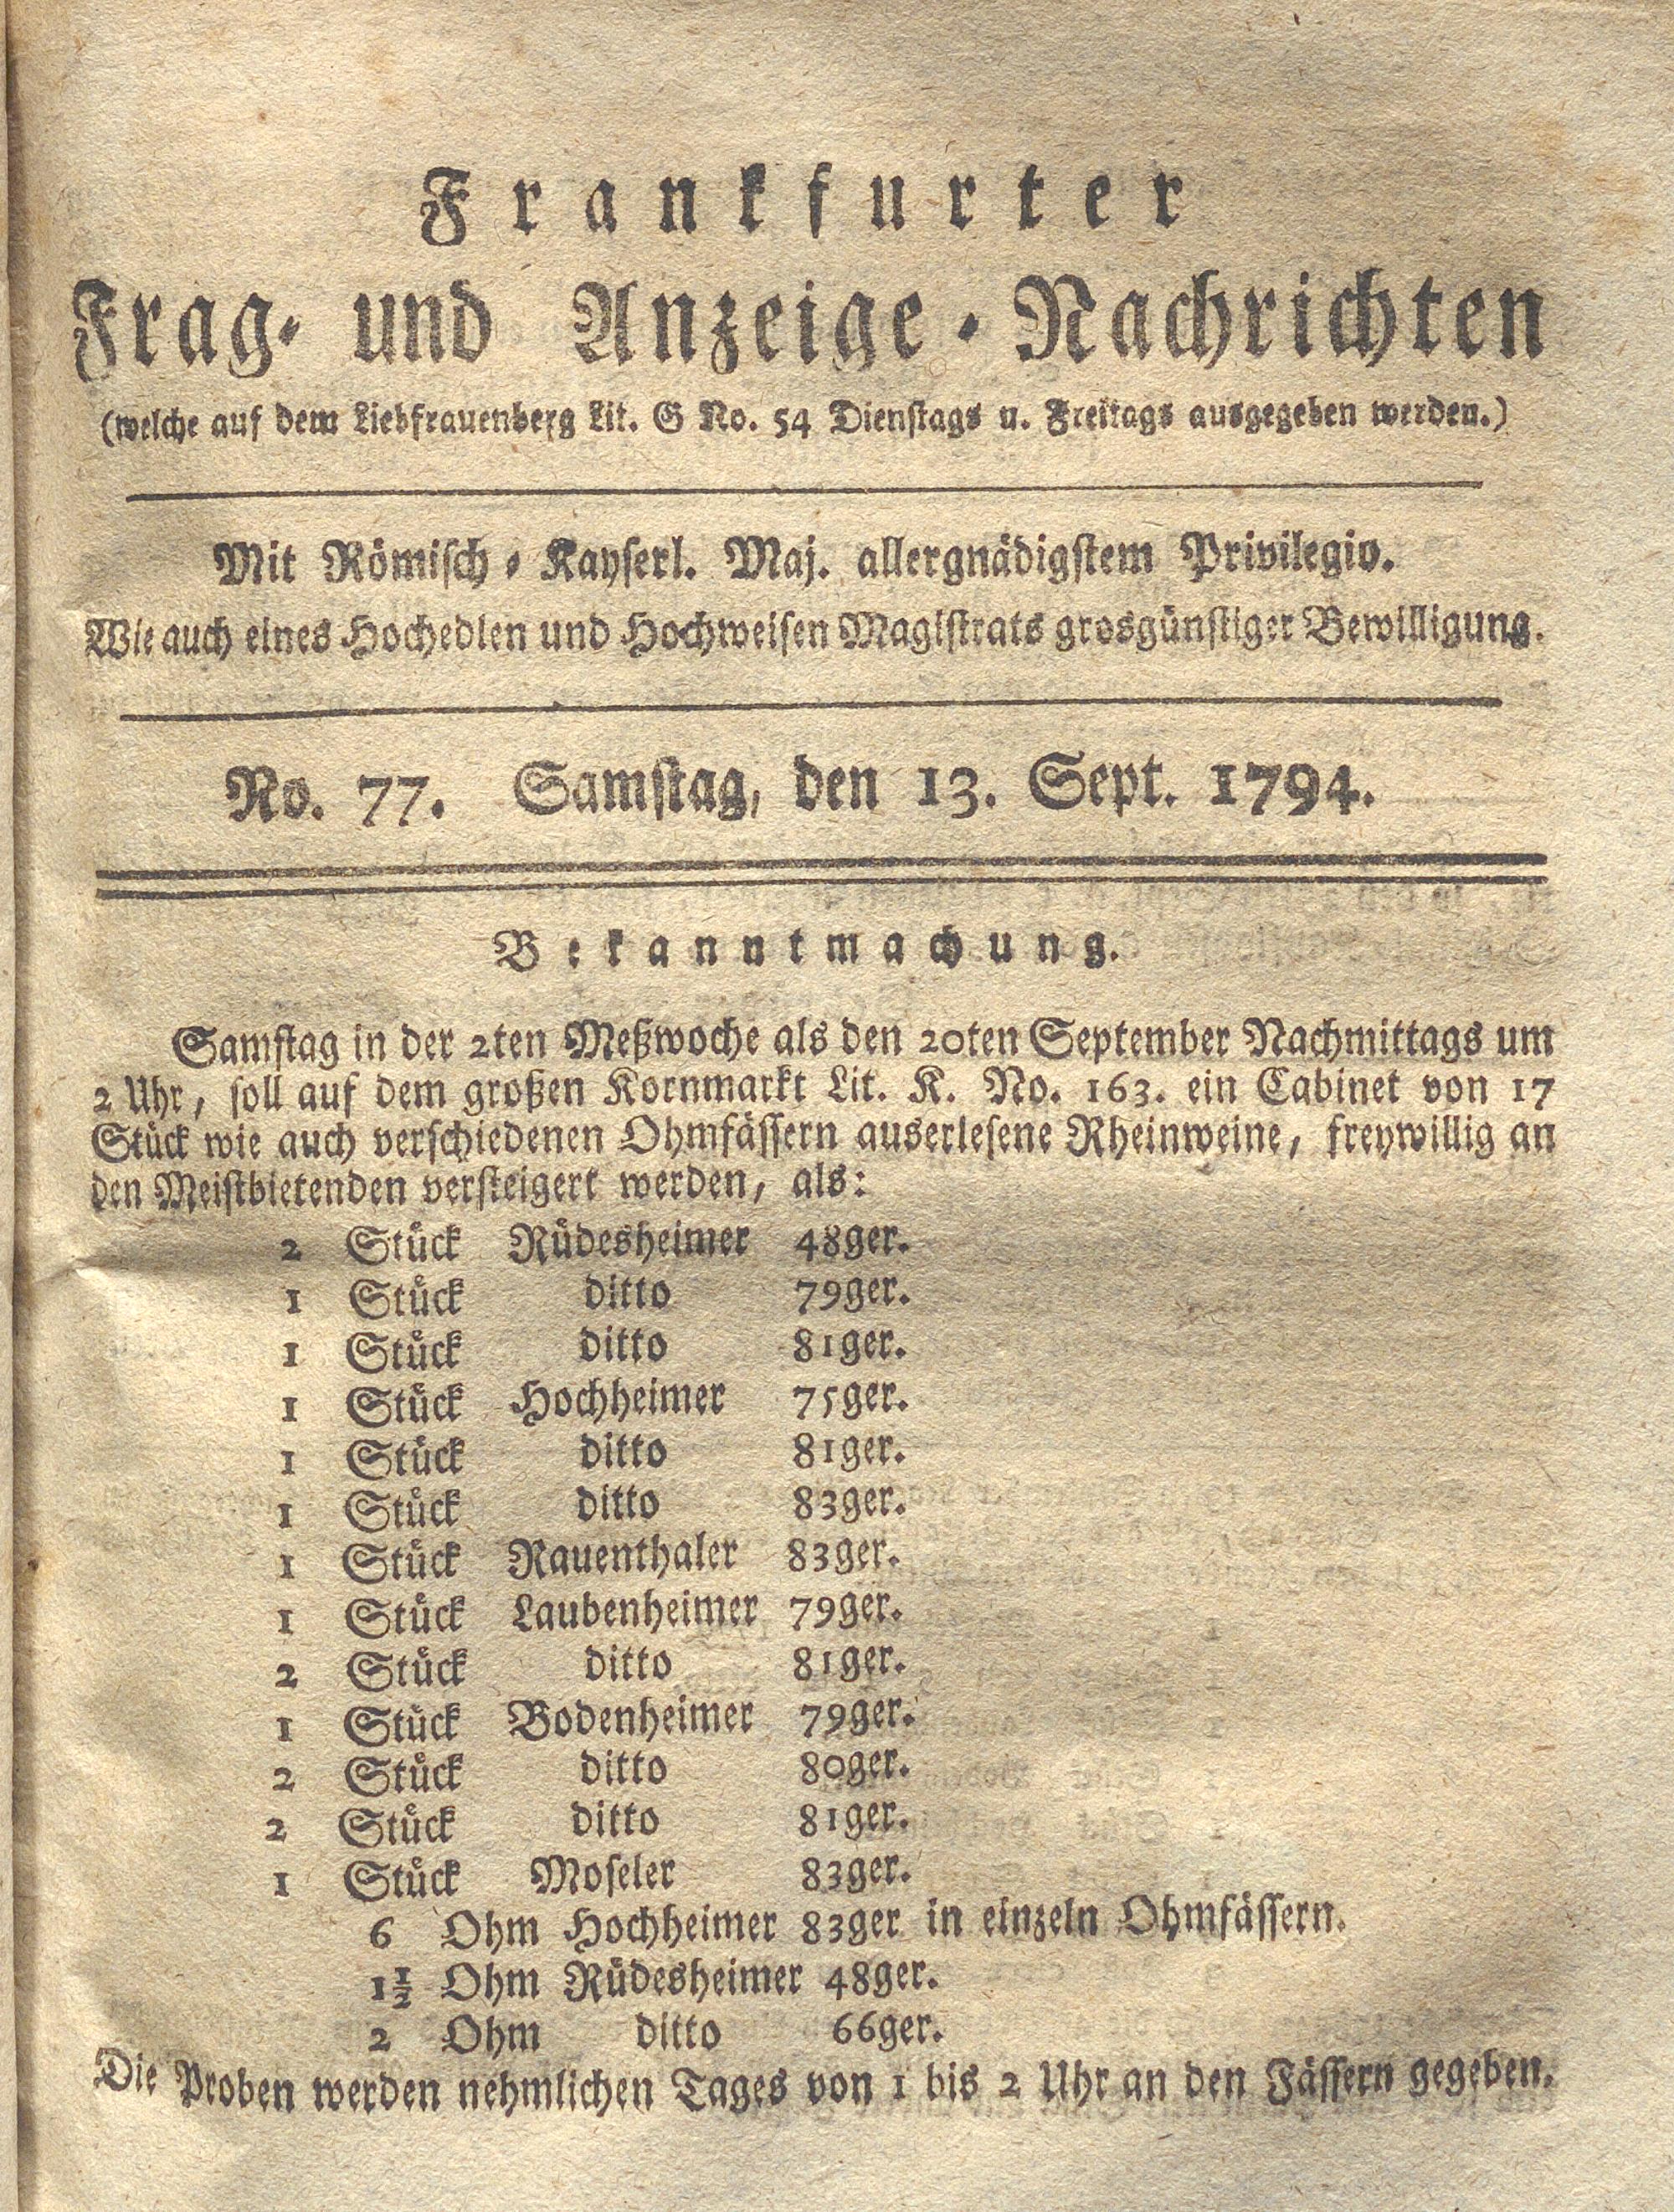 Frankfurter
Frag- und Anzeige-Nachrichten
(welche auf dem Liebfrauenberg Lit. G No. 54 Dienstags u. Freitags ausgegeben werden.)
Mit Römisch-Kayserl. Maj. allergnädigstem Privilegio.
Wie auch eines Hochedlen und Hochweisen Magistrats grosgünstiger Bewilligung.
No. 77. Samstag, den 13. Sept. 1794.
Bekanntmachung.
Samstag in der 2ten Meßwoche als den 20ten September Nachmittags um
2 Uhr, soll auf dem großen Kornmarkt Lit. K. No. 163. ein Cabinet von 17
Stück wie auch verschiedenen Ohmfässern auserlesene Rheinweine, freywillig an
den Meistbietenden versteigert werden, als:
2 Stück Rüdesheimer 48ger.
1 Stück ditto 79ger.
1 Stück ditto 81ger.
1 Stück Hochheimer 75ger.
1 Stück ditto 81ger.
1 Stück ditto 83ger.
1 Stück Rauenthaler 83ger.
1 Stück Laubenheimer 79ger.
2 Stück ditto 81ger.
1 Stück Bodenheimer 79ger.
2 Stück ditto 80ger.
2 Stück ditto 81ger.
1 Stück Moseler 83ger.
6 Ohm Hochheimer 83ger in einzeln Ohmfässern.
1½ Ohm Rüdesheimer 48ger.
2 Ohm ditto 66ger.
Die Proben werden nehmlichen Tages von 1 bis 2 Uhr an den Fässern gegeben.